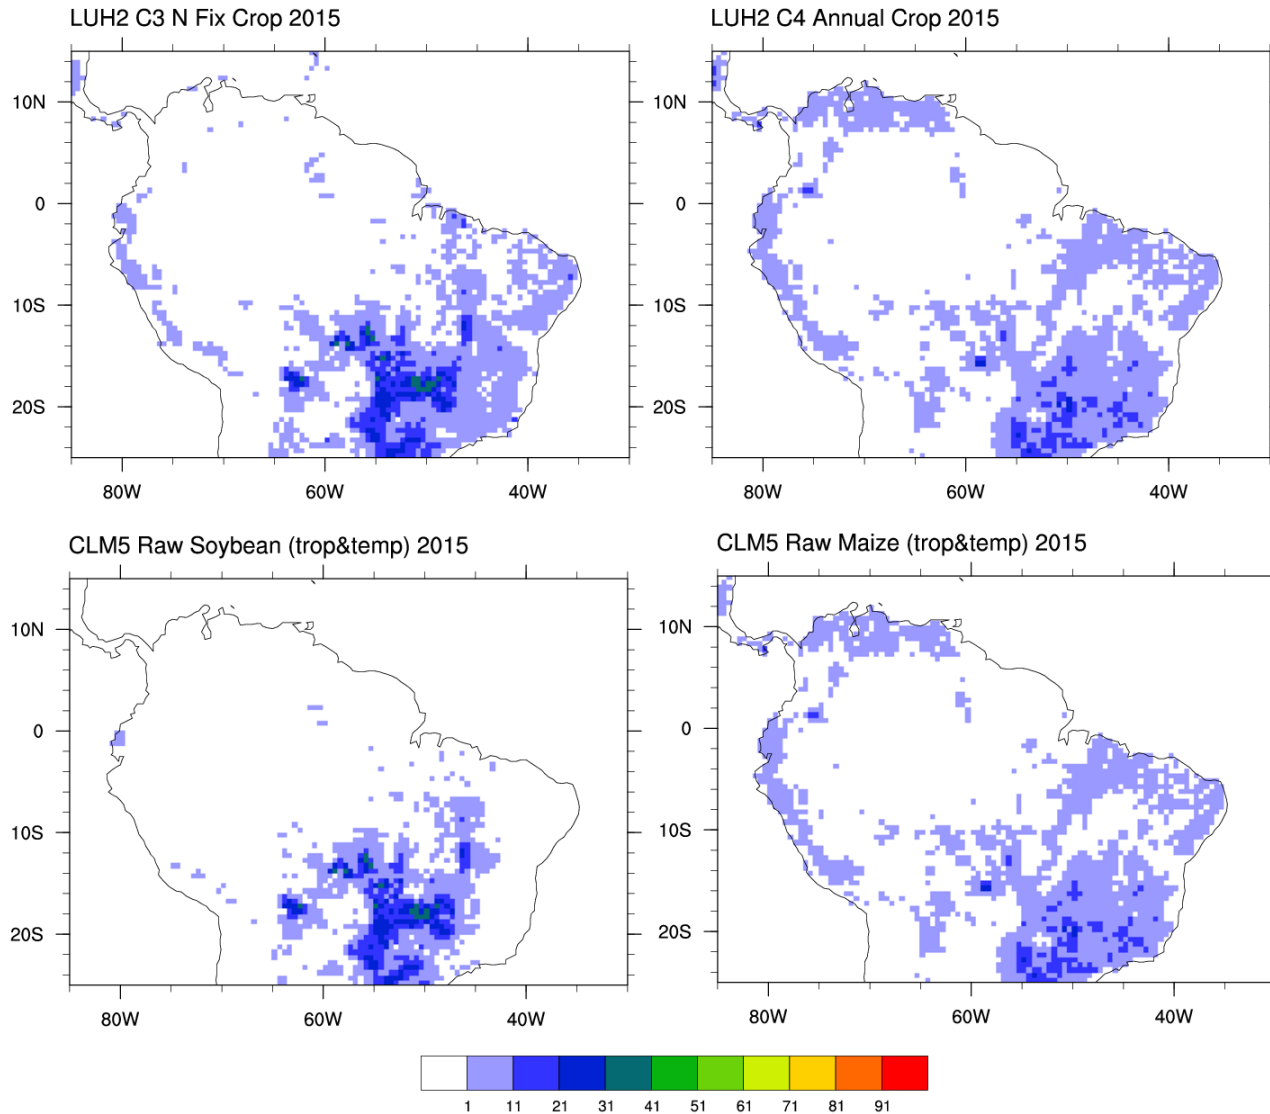 LUH2 C3 N Fix Crop 2015
LUH2 C4 Annual Crop 2015
10N
0
10S
20S
80W
60W
40W
10N
0
10S
20S
80W
60W
40W
CLM5 Raw Soybean (trop&temp) 2015
CLM5 Raw Maize (trop&temp) 2015
10N
0
10S
20S
80W
60W
40W
10N
0
10S
20S
80W
60W
40W
1 11 21 31 41 51 61 71 81 91